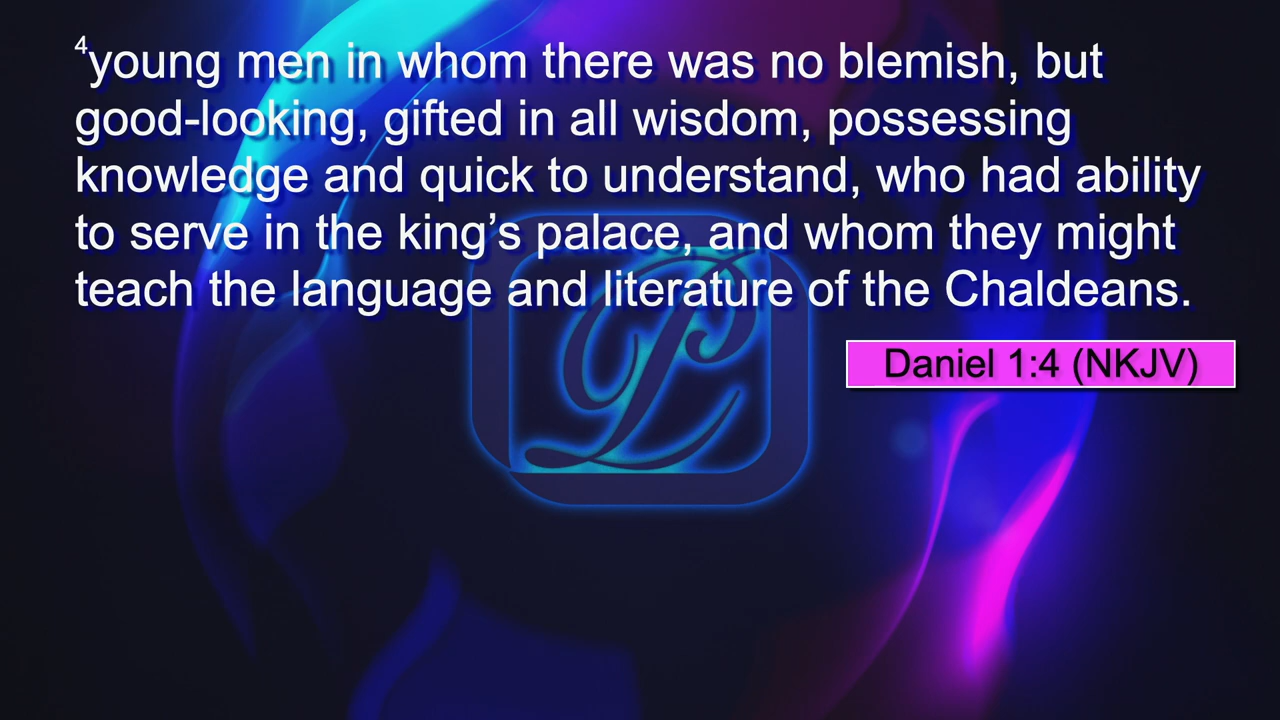 4young men in whom there was no blemish, but
good-looking, gifted in all wisdom, possessing
knowledge and quick to understand, who had ability
to serve in the king’s palace, and whom they might
teach the language and literature of the Chaldeans.
Daniel 1:4 (NKJV)